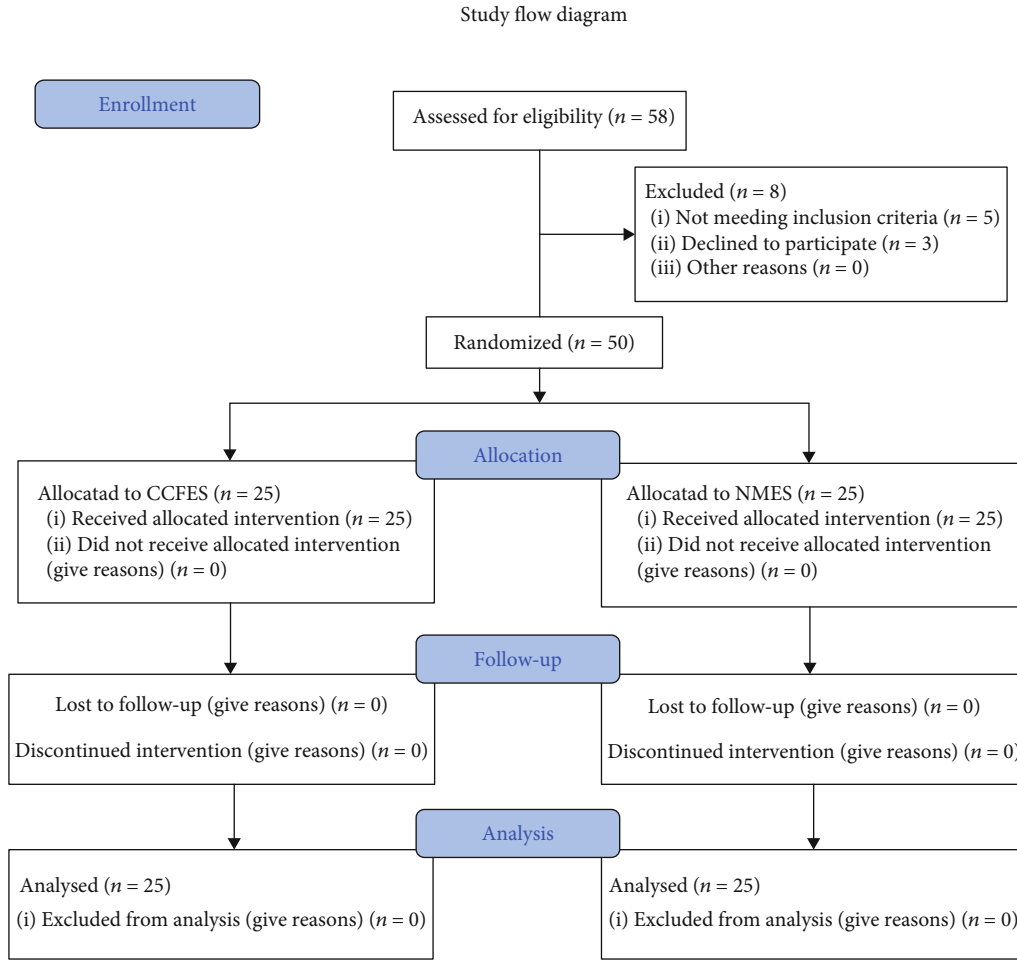 Study flow diagram
Enrollment
Assessed for eligibility (n = 58)
Excluded (n = 8)
(i) Not meeding inclusion criteria (n = 5)
(ii) Declined to participate (n = 3)
(iii) Other reasons (n = 0)
Randomized (n = 50)
Allocation
Allocatad to CCFES (n = 25)
(i) Received allocated intervention (n = 25)
(ii) Did not receive allocated intervention
(give reasons) (n = 0)
Allocatad to NMES (n = 25)
(i) Received allocated intervention (n = 25)
(ii) Did not receive allocated intervention
(give reasons) (n = 0)
Follow-up
Lost to follow-up (give reasons) (n = 0)
Discontinued intervention (give reasons) (n = 0)
Lost to follow-up (give reasons) (n = 0)
Discontinued intervention (give reasons) (n = 0)
Analysis
Analysed (n = 25)
(i) Excluded from analysis (give reasons) (n = 0)
Analysed (n = 25)
(i) Excluded from analysis (give reasons) (n = 0)